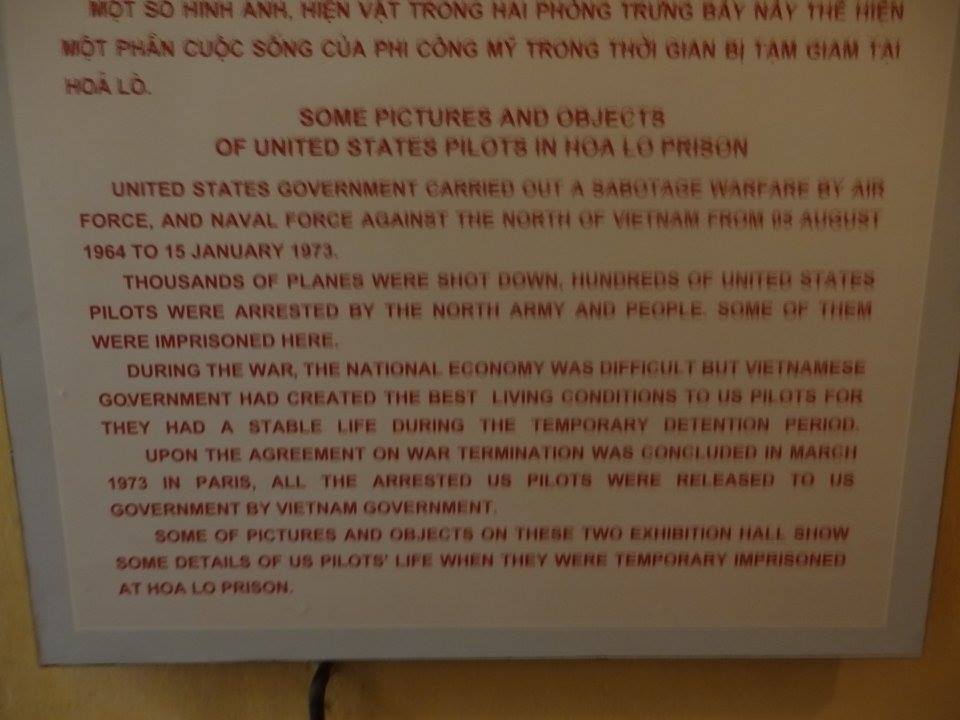 MỘT SỐ HÌNH ẢNH, HIỆN VẬT TRONG HAI PHÒNG TRƯNG BÀY NÀY THỂ HIỆN
MỘT PHẦN CUỘC SỐNG CỦA PHI CÔNG MỸ TRONG THỜI GIAN BỊ TẠM GIAM TẠI
HOẢ LÒ.
SOME PICTURES AND OBJECTS
OF UNITED STATES PILOTS IN HOA LO PRISON
UNITED STATES GOVERNMENT CARRIED OUT A SABOTAGE WARFARE BY AIR
FORCE, AND NAVAL FORCE AGAINST THE NORTH OF VIETNAM FROM AUGUST
1964 TO 15 JANUARY 1973.
THOUSANDS OF PLANES WERE SHOT DOWN, HUNDREDS OF UNITED STATES
PILOTS WERE ARRESTED BY THE NORTH ARMY AND PEOPLE. SOME OF THEM
WERE IMPRISONED HERE.
DURING THE WAR, THE NATIONAL ECONOMY WAS DIFFICULT BUT VIETNAMESE
GOVERNMENT HAD CREATED THE BEST LIVING CONDITIONS TO US PILOTS FOR
THEY HAD A STABLE LIFE DURING THE TEMPORARY DETENTION PERIOD.
UPON THE AGREEMENT ON WAR TERMINATION WAS CONCLUDED IN MARCH
1973 IN PARIS, ALL THE ARRESTED US PILOTS WERE RELEASED TO US
GOVERNMENT BY VIETNAM GOVERNMENT.
SOME OF PICTURES AND OBJECTS ON THESE TWO EXHIBITION HALL SHOW
SOME DETAILS OF US PILOTS' LIFE WHEN THEY WERE TEMPORARY IMPRISONED
AT HOA LO PRISON.